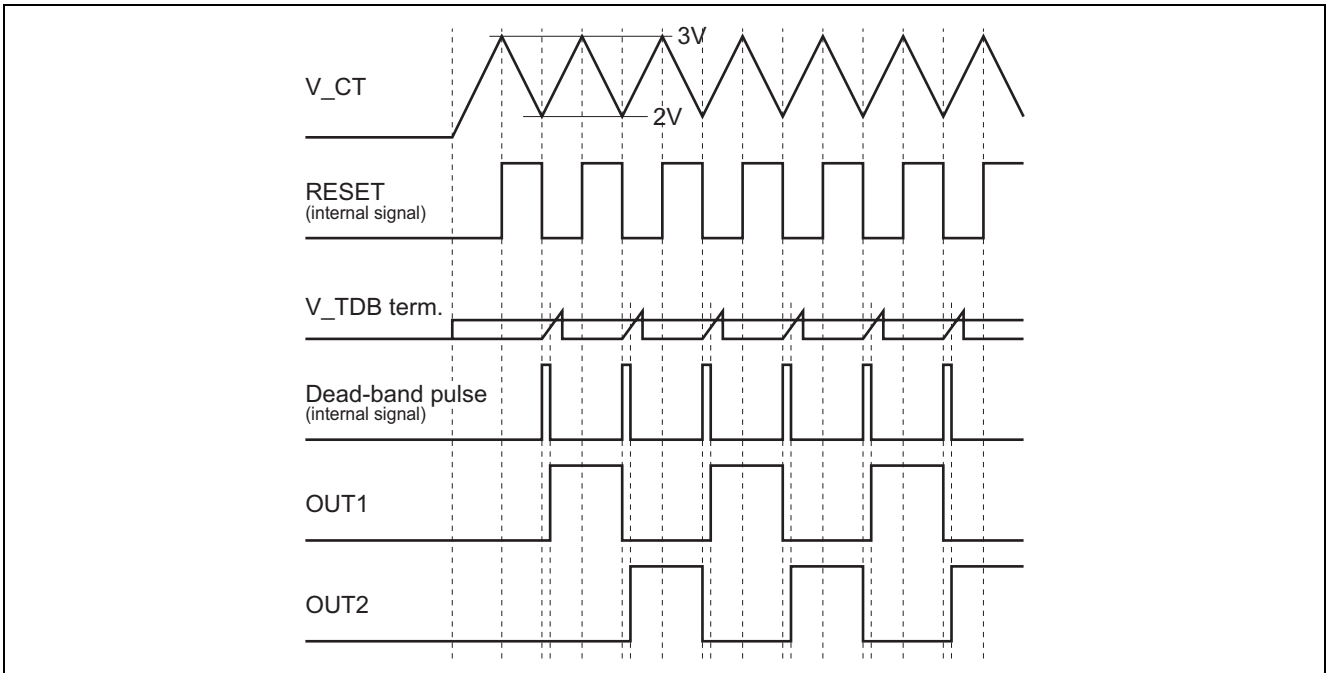 3V
V_CT
2V
RESET
(internal signal)
V_TDB term.
Dead-band pulse
(internal signal)
OUT1
OUT2